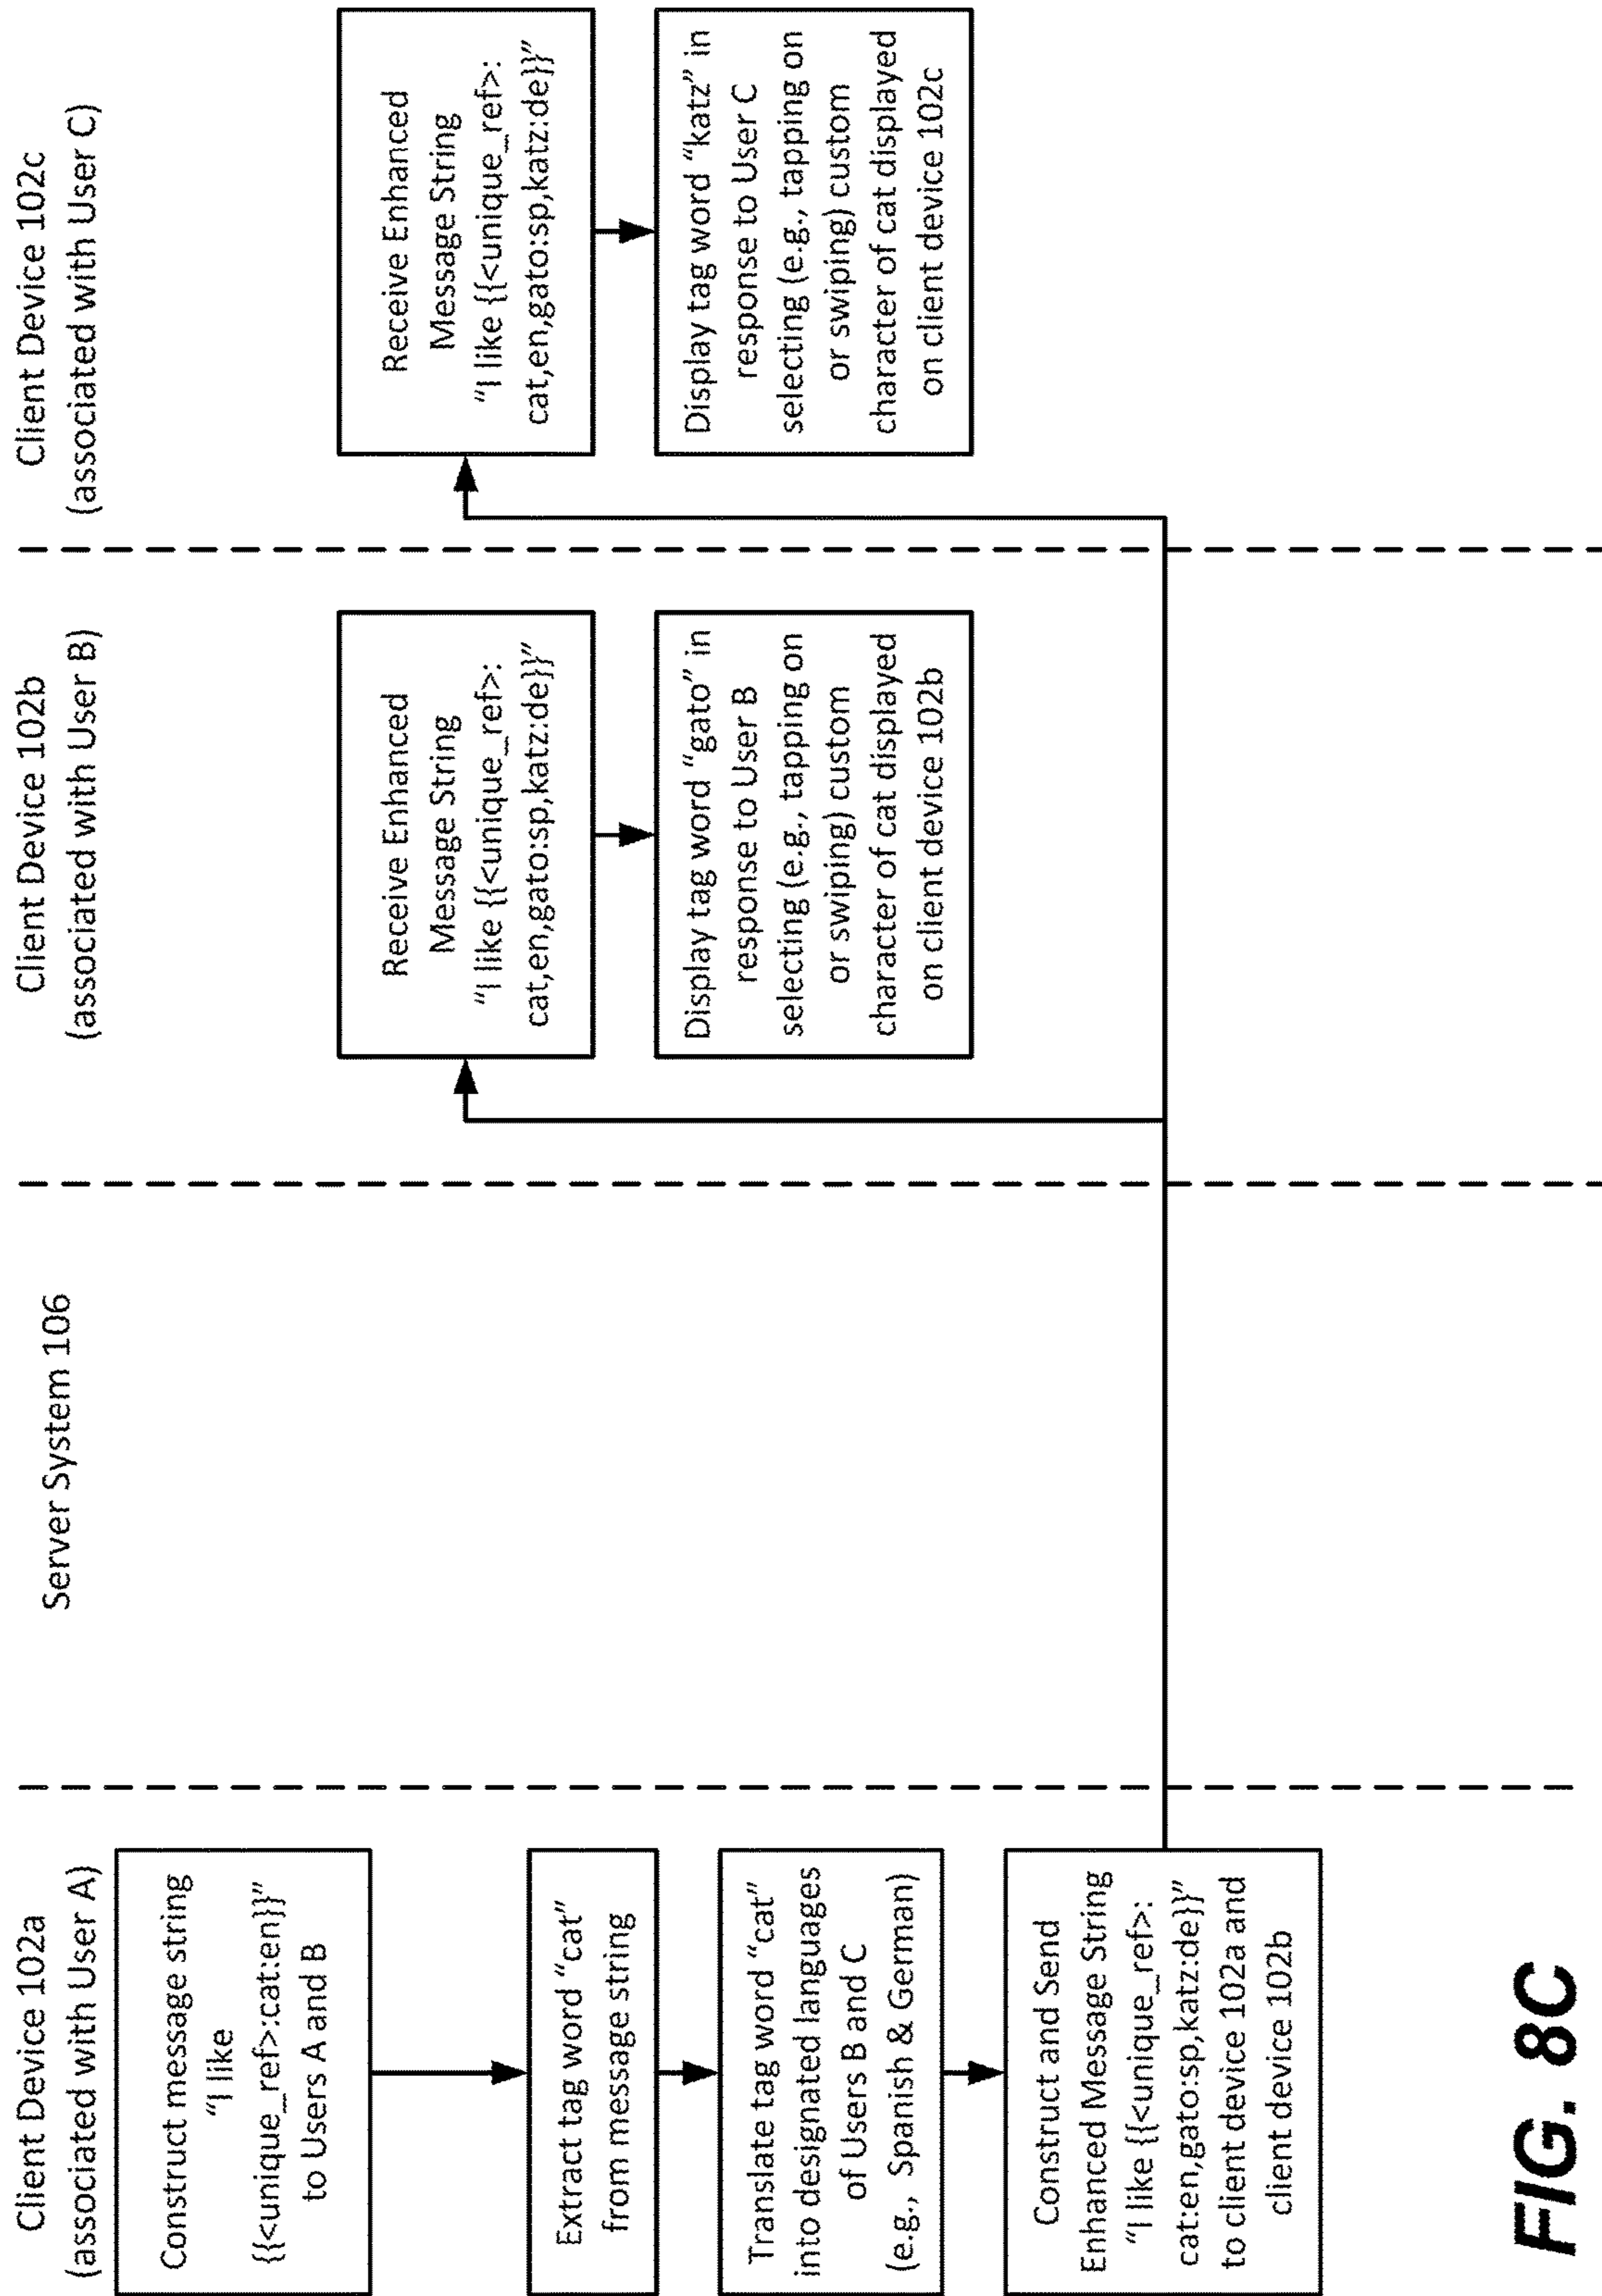 Client Device 102a
(associated with User A)
Construct message string
“I like
{{<unique_ref>:cat:en}}”
to Users A and B
Extract tag word “cat”
from message string
Translate tag word “cat”
into designated languages
of Users B and C
(e.g., Spanish & German)
Construct and Send
Enhanced Message String
“I like {{<unique_ref>:
cat:en,gato:sp,katz:de}}”
to client device 102a and
client device 102b
Server System 106
Client Device 102b
(associated with User B)
Receive Enhanced
Message String
“I like {{<unique_ref>:
cat,en,gato:sp,katz:de}}”
Display tag word “gato” in
response to User B
selecting (e.g., tapping on
or swiping) custom
character of cat displayed
on client device 102b
Client Device 102c
(associated with User C)
Receive Enhanced
Message String
“I like {{<unique_ref>:
cat,en,gato:sp,katz:de}}”
Display tag word “katz” in
response to User C
selecting (e.g., tapping on
or swiping) custom
character of cat displayed
on client device 102c
FIG. 8C